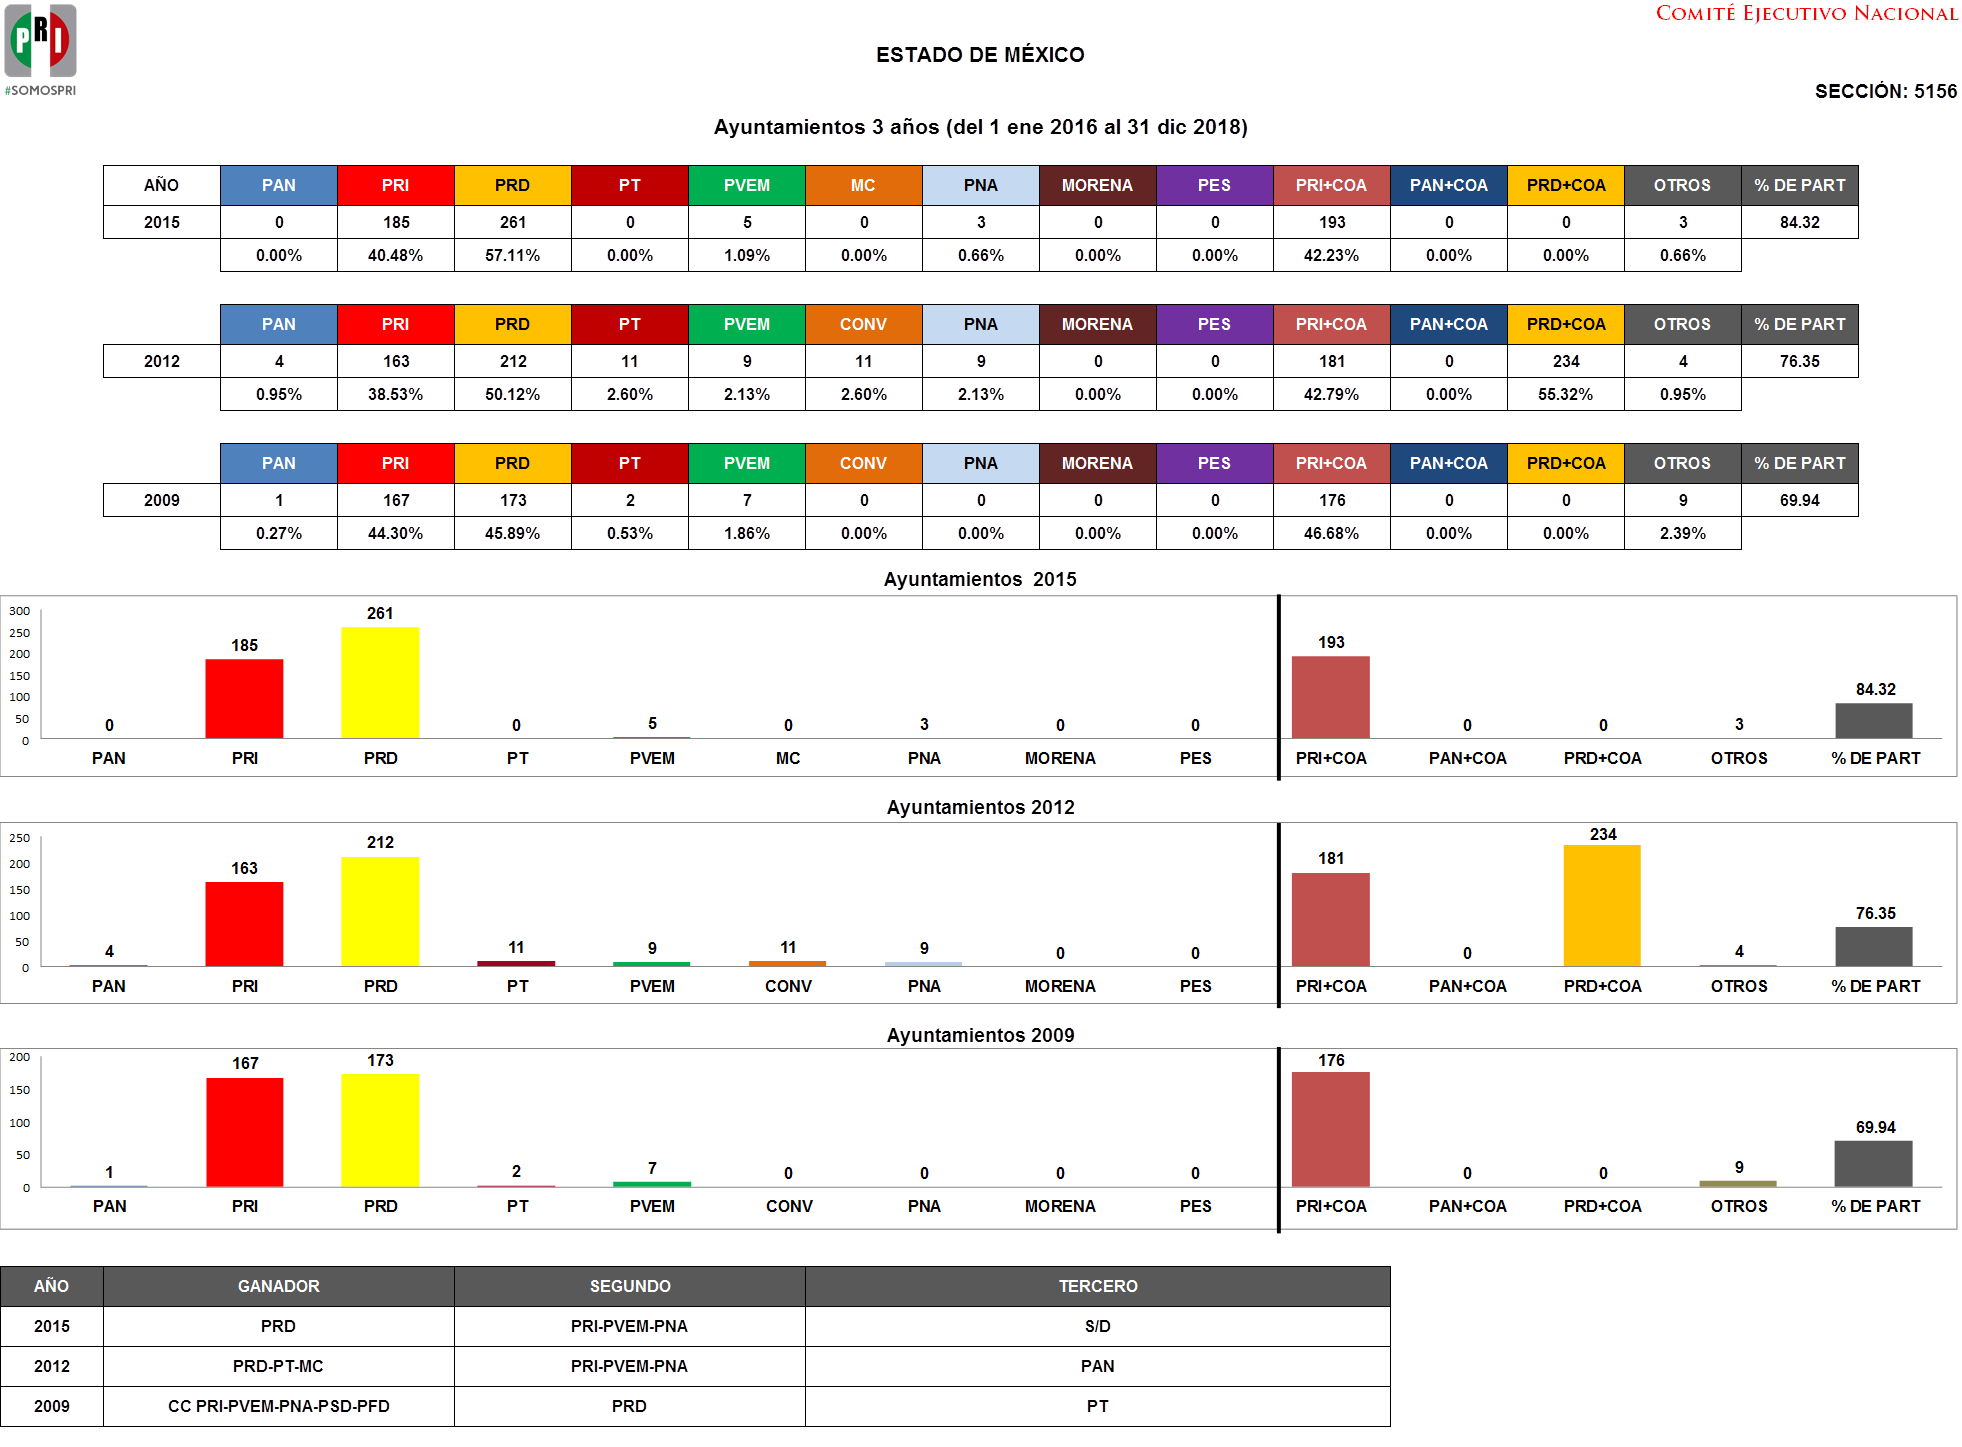 PRI
#SOMOSPRI
COMITÉ EJECUTIVO NACIONAL
ESTADO DE MÉXICO
SECCIÓN: 5156
Ayuntamientos 3 años (del 1 ene 2016 al 31 dic 2018)
AÑO PAN PRI PRD PT PVEM MC PNA MORENA PES PRI+COA PAN+COA PRD+COA OTROS % DE PART
2015 0 185 261 0 5 0 3 0 0 193 0 0 3 84.32
0.00% 40.48% 57.11% 0.00% 1.09% 0.00% 0.66% 0.00% 0.00% 42.23% 0.00% 0.00% 0.66%
PAN PRI PRD PT PVEM CONV PNA MORENA PES PRI+COA PAN+COA PRD+COA OTROS % DE PART
2012 4 163 212 11 9 11 9 0 0 181 0 234 4 76.35
0.95% 38.53% 50.12% 2.60% 2.13% 2.60% 2.13% 0.00% 0.00% 42.79% 0.00% 55.32% 0.95%
PAN PRI PRD PT PVEM CONV PNA MORENA PES PRI+COA PAN+COA PRD+COA OTROS % DE PART
2009 1 167 173 2 7 0 0 0 0 176 0 0 9 69.94
0.27% 44.30% 45.89% 0.53% 1.86% 0.00% 0.00% 0.00% 0.00% 46.68% 0.00% 0.00% 2.39%
Ayuntamientos 2015
300
250
200
150
100
50
0
0 185 261 0 5 0 3 0 0 193 0 0 3 84.32
PAN PRI PRD PT PVEM MC PNA MORENA PES PRI+COA PAN+COA PRD+COA OTROS % DE PART
Ayuntamientos 2012
250
200
150
100
50
0
4 163 212 11 9 11 9 0 0 181 0 234 4 76.35
PAN PRI PRD PT PVEM CONV PNA MORENA PES PRI+COA PAN+COA PRD+COA OTROS % DE PART
Ayuntamientos 2009
200
150
100
50
0
1 167 173 2 7 0 0 0 0 176 0 0 9 69.94
PAN PRI PRD PT PVEM CONV PNA MORENA PES PRI+COA PAN+COA PRD+COA OTROS % DE PART
AÑO GANADOR SEGUNDO TERCERO
2015 PRD PRI-PVEM-PNA S/D
2012 PRD-PT-MC PRI-PVEM-PNA PAN
2009 CC PRI-PVEM-PNA-PSD-PFD PRD PT